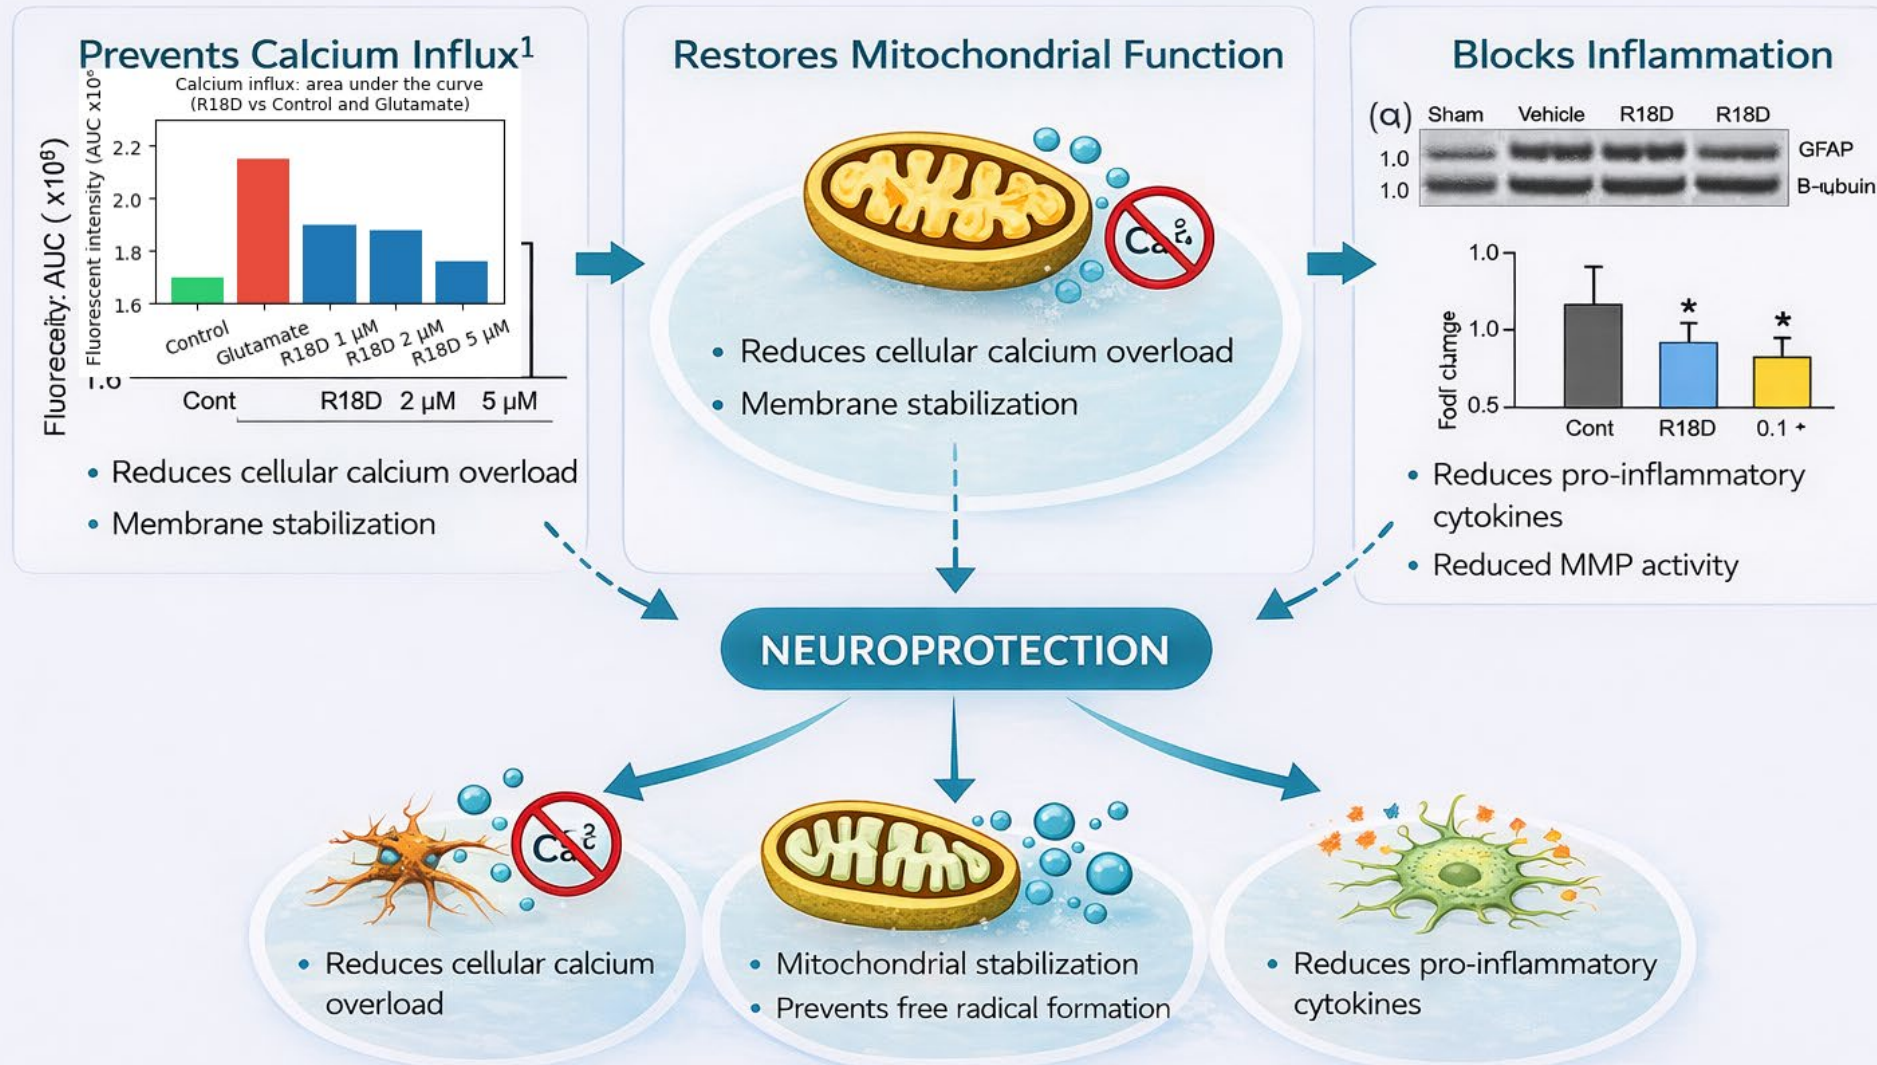 Prevents Calcium Influx¹
Calcium influx: area under the curve
(R18D vs Control and Glutamate)
Fluoreceity: AUC ( x10⁸)
Fluorescent intensity (AUC x10⁶
2.2
2.0
1.8
1.6
Control
Glutamate
R18D 1 μM
R18D 2 μM
R18D 5 μM
1.6
Cont R18D 2 μM 5 μM
• Reduces cellular calcium overload
• Membrane stabilization
Restores Mitochondrial Function
Ca
• Reduces cellular calcium overload
• Membrane stabilization
Blocks Inflammation
(a) Sham Vehicle R18D R18D
1.0 GFAP
1.0
1.0
1.0
0.5
Cont R18D 0.1 +
* *
• Reduces pro-inflammatory
cytokines
• Reduced MMP activity
NEUROPROTECTION
Ca
• Reduces cellular calcium
overload
• Mitochondrial stabilization
• Prevents free radical formation
• Reduces pro-inflammatory
cytokines